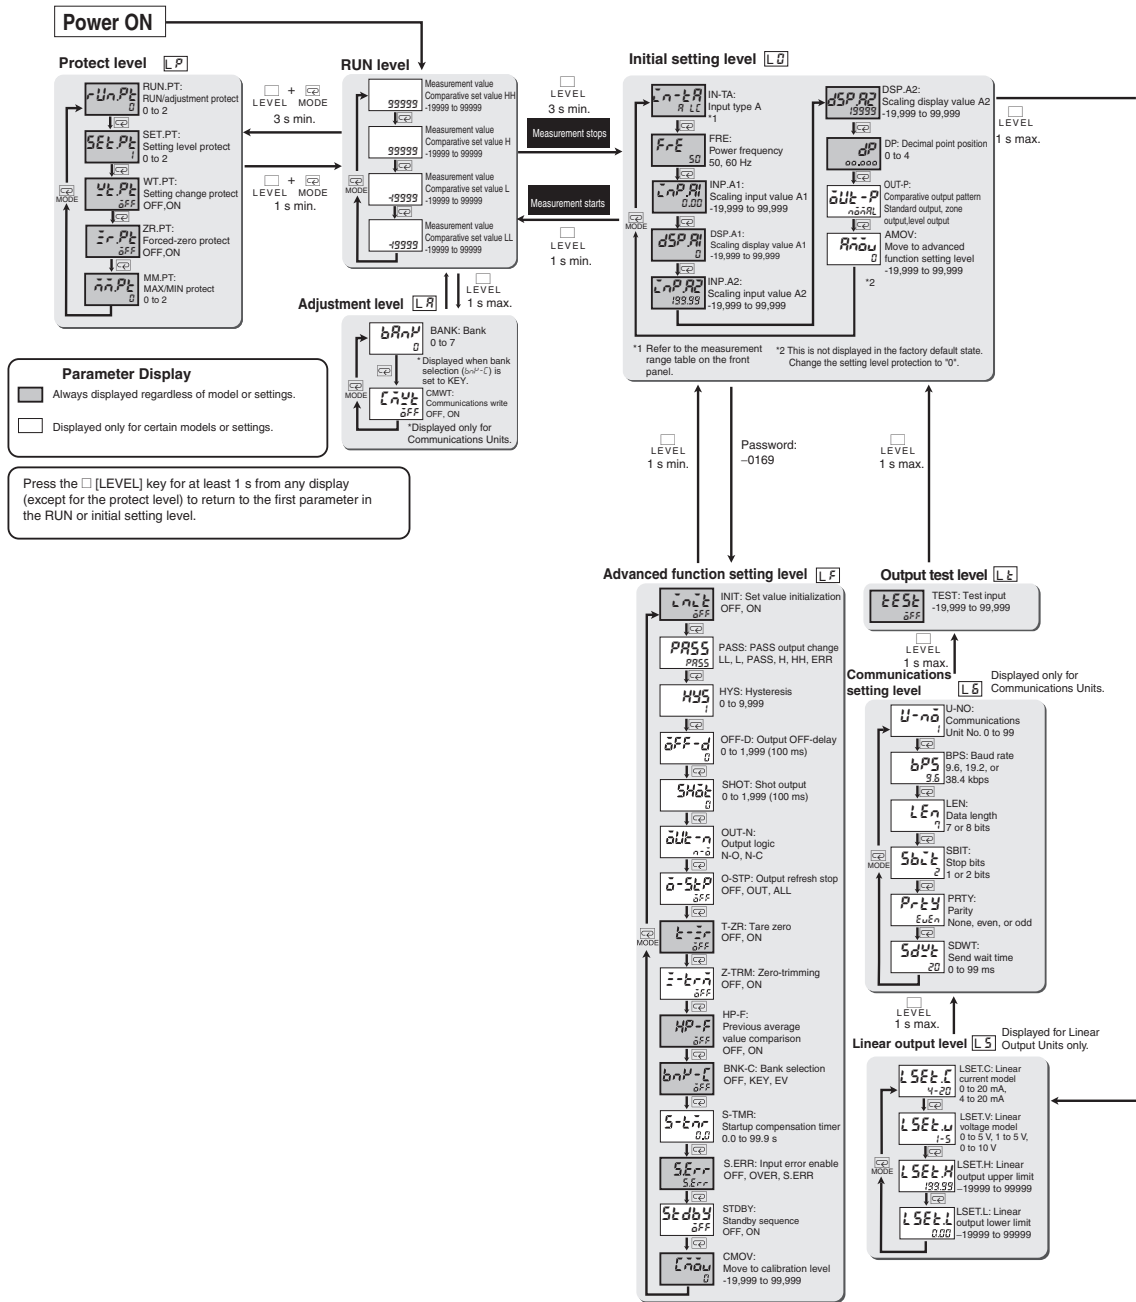 Power ON
Protect level LP
RUN.PT:
RUN/adjustment protect
0 to 2
SET.PT:
Setting level protect
0 to 2
WT.PT:
Setting change protect
OFF,ON
ZR.PT:
Forced-zero protect
OFF,ON
MM.PT:
MAX/MIN protect
0 to 2
MODE
LEVEL + MODE
3 s min.
LEVEL + MODE
1 s min.
RUN level
Measurement value
Comparative set value HH
-19999 to 99999
99999
Measurement value
Comparative set value H
-19999 to 99999
99999
Measurement value
Comparative set value L
-19999 to 99999
-19999
Measurement value
Comparative set value LL
-19999 to 99999
-19999
MODE
LEVEL
3 s min.
Measurement stops
Measurement starts
LEVEL
1 s min.
LEVEL
1 s max.
Adjustment level LA
BANK: Bank
0 to 7
* Displayed when bank
selection (bnK-C) is
set to KEY.
CMWT:
Communications write
OFF, ON
*Displayed only for
Communications Units.
MODE
Initial setting level L0
IN-TA:
Input type A
*1
FRE:
Power frequency
50, 60 Hz
INP.A1:
Scaling input value A1
-19,999 to 99,999
DSP.A1:
Scaling display value A1
-19,999 to 99,999
INP.A2:
Scaling input value A2
-19,999 to 99,999
DSP.A2:
Scaling display value A2
-19,999 to 99,999
DP: Decimal point position
0 to 4
OUT-P:
Comparative output pattern
Standard output, zone
output,level output
AMOV:
Move to advanced
function setting level
-19,999 to 99,999
*2
MODE
*1 Refer to the measurement
range table on the front
panel.
*2 This is not displayed in the factory default state.
Change the setting level protection to "0".
LEVEL
1 s max.
Parameter Display
Always displayed regardless of model or settings.
Displayed only for certain models or settings.
Press the □ [LEVEL] key for at least 1 s from any display
(except for the protect level) to return to the first parameter in
the RUN or initial setting level.
LEVEL
1 s min.
Password:
–0169
LEVEL
1 s max.
Advanced function setting level LF
INIT: Set value initialization
OFF, ON
PASS: PASS output change
LL, L, PASS, H, HH, ERR
HYS: Hysteresis
0 to 9,999
OFF-D: Output OFF-delay
0 to 1,999 (100 ms)
SHOT: Shot output
0 to 1,999 (100 ms)
OUT-N:
Output logic
N-O, N-C
O-STP: Output refresh stop
OFF, OUT, ALL
T-ZR: Tare zero
OFF, ON
Z-TRM: Zero-trimming
OFF, ON
HP-F:
Previous average
value comparison
OFF, ON
BNK-C: Bank selection
OFF, KEY, EV
S-TMR:
Startup compensation timer
0.0 to 99.9 s
S.ERR: Input error enable
OFF, OVER, S.ERR
STDBY:
Standby sequence
OFF, ON
CMOV:
Move to calibration level
-19,999 to 99,999
MODE
Output test level Lt
TEST: Test input
-19,999 to 99,999
LEVEL
1 s max.
Communications
setting level L6
Displayed only for
Communications Units.
U-NO:
Communications
Unit No. 0 to 99
BPS: Baud rate
9.6, 19.2, or
38.4 kbps
LEN:
Data length
7 or 8 bits
SBIT:
Stop bits
1 or 2 bits
PRTY:
Parity
None, even, or odd
SDWT:
Send wait time
0 to 99 ms
MODE
LEVEL
1 s max.
Linear output level L5
Displayed for Linear
Output Units only.
LSET.C: Linear
current model
0 to 20 mA,
4 to 20 mA
LSET.V: Linear
voltage model
0 to 5 V, 1 to 5 V,
0 to 10 V
LSET.H: Linear
output upper limit
–19999 to 99999
LSET.L: Linear
output lower limit
–19999 to 99999
MODE